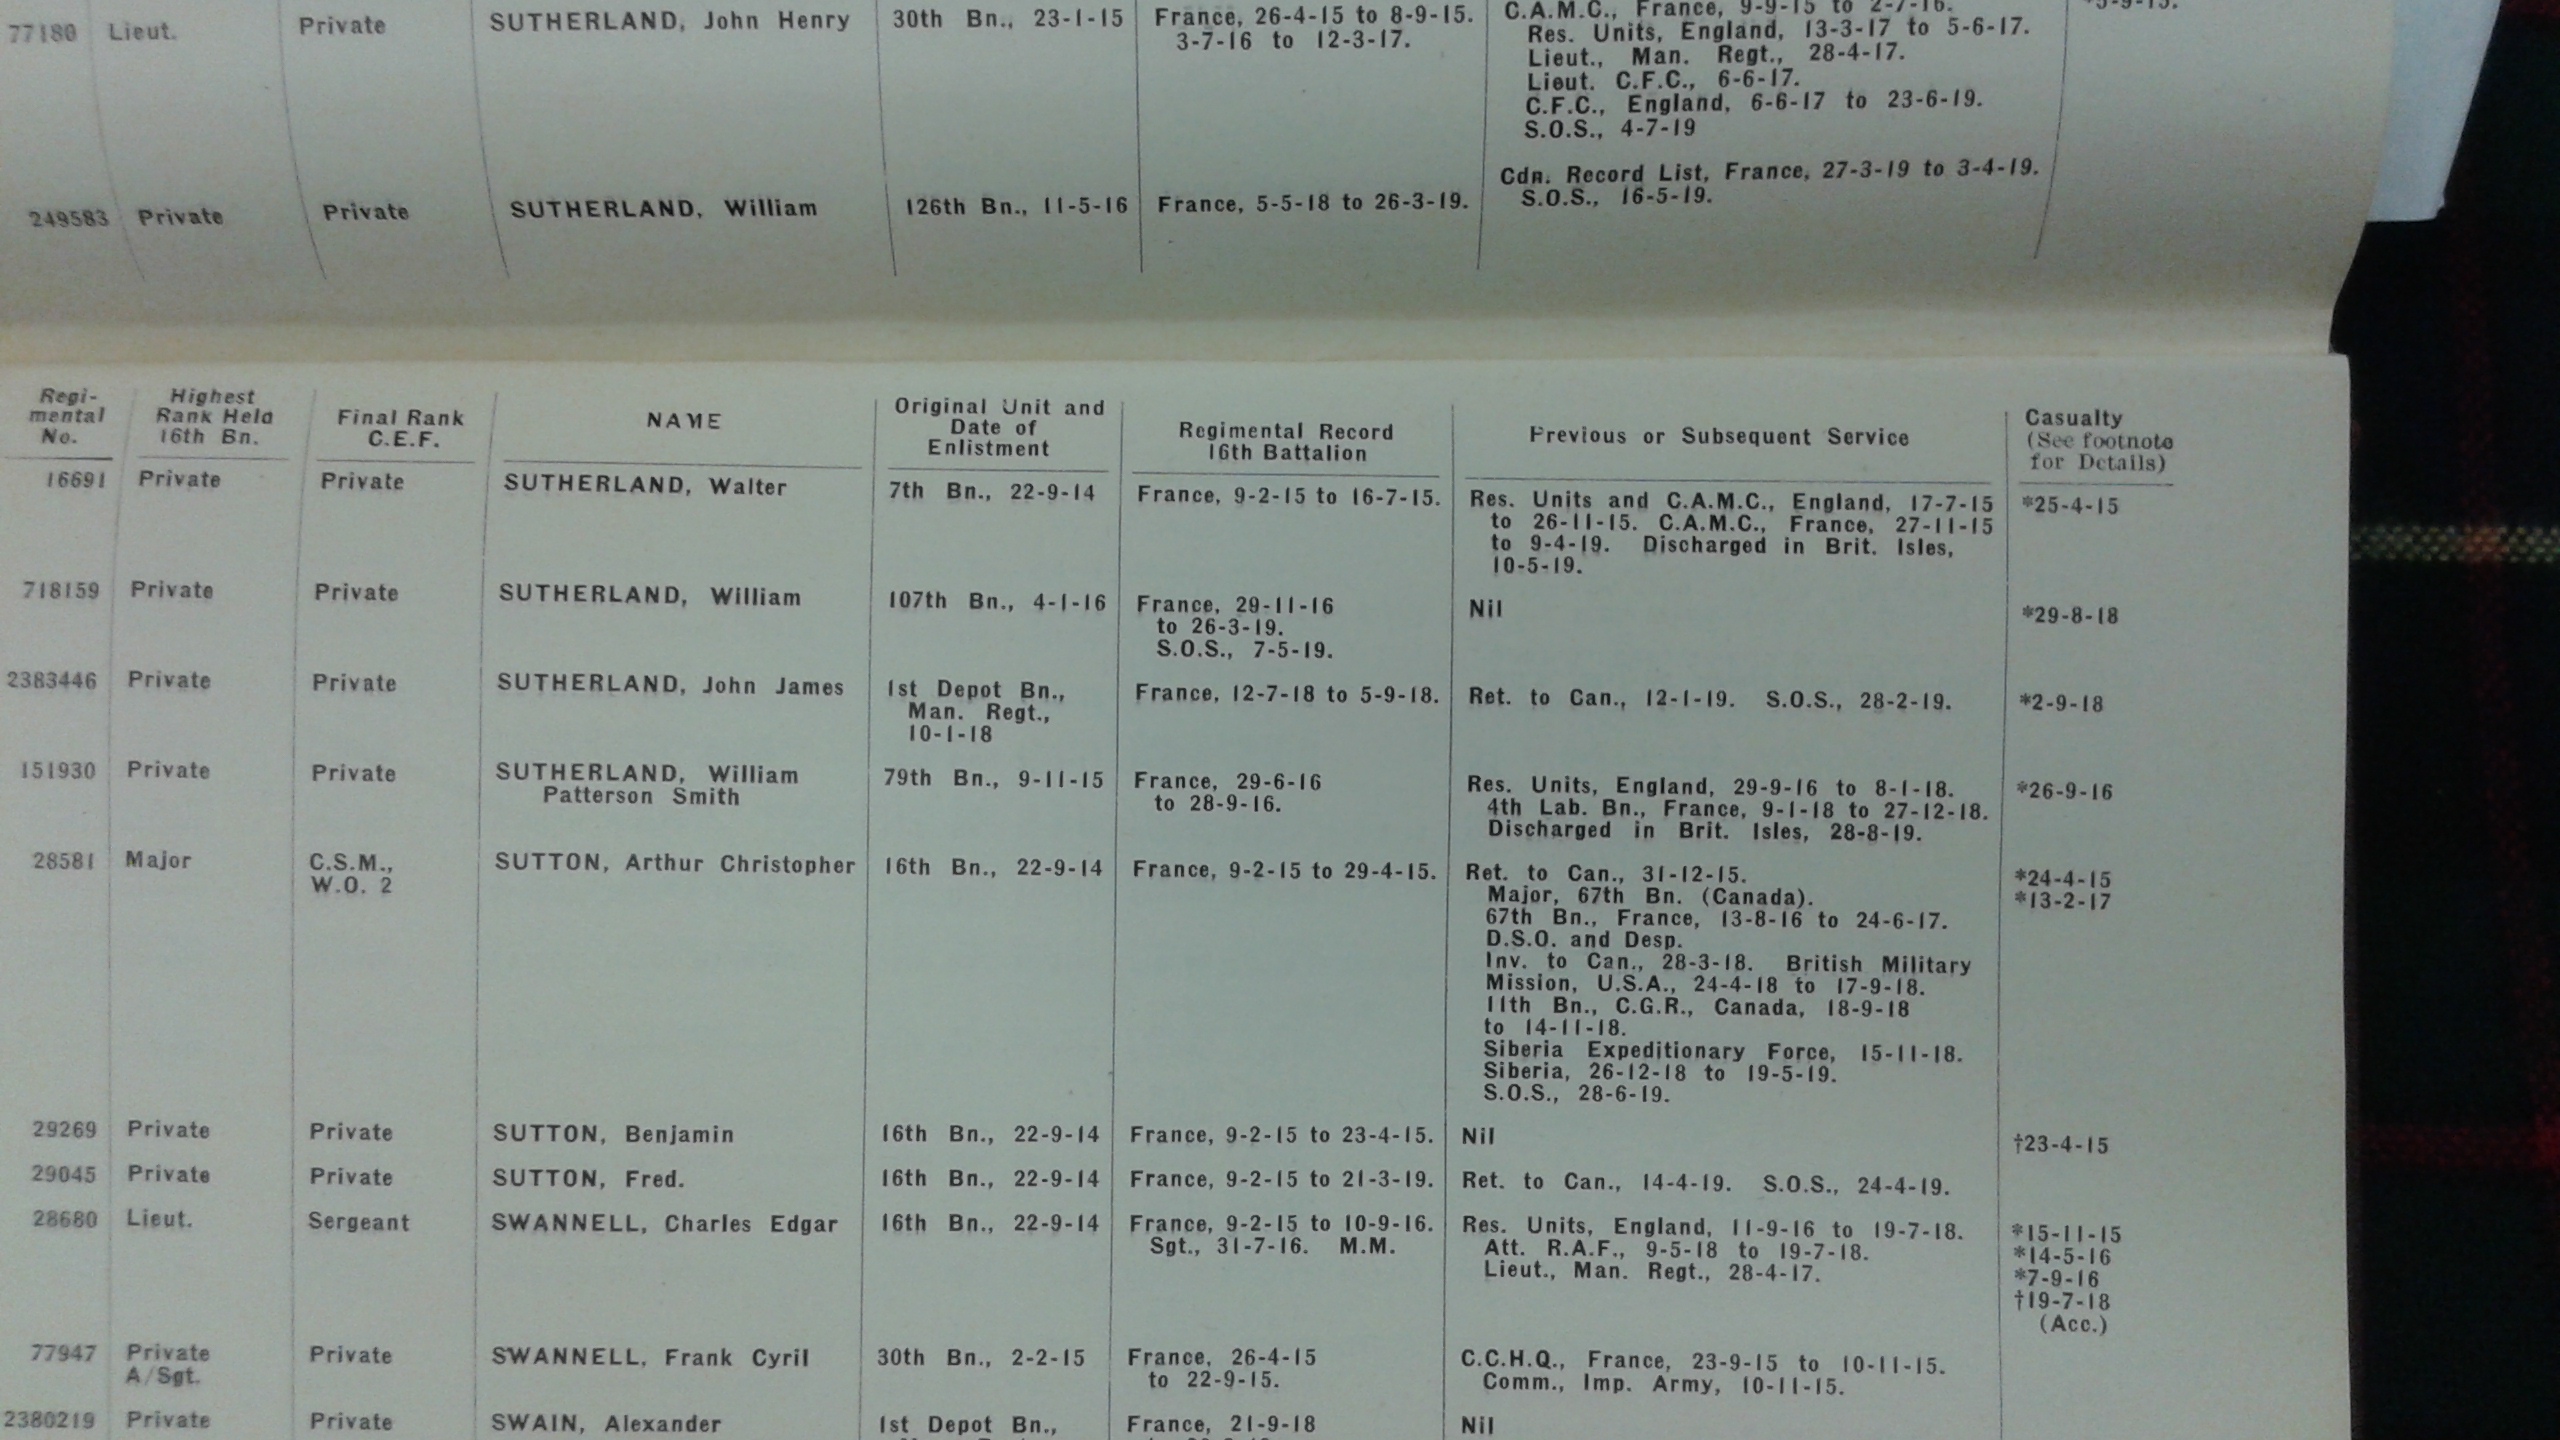 77180 Lieut. Private SUTHERLAND, John Henry 30th Bn., 23-1-15 France, 26-4-15 to 8-9-15. C.A.M.C., France, 9-9-15 to 2-7-16.
3-7-16 to 12-3-17. Res. Units, England, 13-3-17 to 5-6-17.
Lieut., Man. Regt., 28-4-17.
Lieut. C.F.C., 6-6-17.
C.F.C., England, 6-6-17 to 23-6-19.
S.O.S., 4-7-19
249583 Private Private SUTHERLAND, William 126th Bn., 11-5-16 France, 5-5-18 to 26-3-19. Cdn. Record List, France, 27-3-19 to 3-4-19.
S.O.S., 16-5-19.
Regi-
mental
No.
Highest
Rank Held
16th Bn.
Final Rank
C.E.F.
NAME
Original Unit and
Date of
Enlistment
Regimental Record
16th Battalion
Previous or Subsequent Service
Casualty
(See footnote
for Details)
16691 Private Private SUTHERLAND, Walter 7th Bn., 22-9-14 France, 9-2-15 to 16-7-15. Res. Units and C.A.M.C., England, 17-7-15 *25-4-15
to 26-11-15. C.A.M.C., France, 27-11-15
to 9-4-19. Discharged in Brit. Isles,
10-5-19.
718159 Private Private SUTHERLAND, William 107th Bn., 4-1-16 France, 29-11-16 Nil *29-8-18
to 26-3-19.
S.O.S., 7-5-19.
2383446 Private Private SUTHERLAND, John James 1st Depot Bn., France, 12-7-18 to 5-9-18. Ret. to Can., 12-1-19. S.O.S., 28-2-19. *2-9-18
Man. Regt.,
10-1-18
151930 Private Private SUTHERLAND, William 79th Bn., 9-11-15 France, 29-6-16 Res. Units, England, 29-9-16 to 8-1-18. *26-9-16
Patterson Smith to 28-9-16. 4th Lab. Bn., France, 9-1-18 to 27-12-18.
Discharged in Brit. Isles, 28-8-19.
28581 Major C.S.M., SUTTON, Arthur Christopher 16th Bn., 22-9-14 France, 9-2-15 to 29-4-15. Ret. to Can., 31-12-15. *24-4-15
W.O. 2 Major, 67th Bn. (Canada). *13-2-17
67th Bn., France, 13-8-16 to 24-6-17.
D.S.O. and Desp.
Inv. to Can., 28-3-18. British Military
Mission, U.S.A., 24-4-18 to 17-9-18.
11th Bn., C.G.R., Canada, 18-9-18
to 14-11-18.
Siberia Expeditionary Force, 15-11-18.
Siberia, 26-12-18 to 19-5-19.
S.O.S., 28-6-19.
29269 Private Private SUTTON, Benjamin 16th Bn., 22-9-14 France, 9-2-15 to 23-4-15. Nil †23-4-15
29045 Private Private SUTTON, Fred. 16th Bn., 22-9-14 France, 9-2-15 to 21-3-19. Ret. to Can., 14-4-19. S.O.S., 24-4-19.
28680 Lieut. Sergeant SWANNELL, Charles Edgar 16th Bn., 22-9-14 France, 9-2-15 to 10-9-16. Res. Units, England, 11-9-16 to 19-7-18. *15-11-15
Sgt., 31-7-16. M.M. Att. R.A.F., 9-5-18 to 19-7-18. *14-5-16
Lieut., Man. Regt., 28-4-17. *7-9-16
†19-7-18
(Acc.)
77947 Private Private SWANNELL, Frank Cyril 30th Bn., 2-2-15 France, 26-4-15 C.C.H.Q., France, 23-9-15 to 10-11-15.
A/Sgt. to 22-9-15. Comm., Imp. Army, 10-11-15.
2380219 Private Private SWAIN, Alexander 1st Depot Bn., France, 21-9-18 Nil